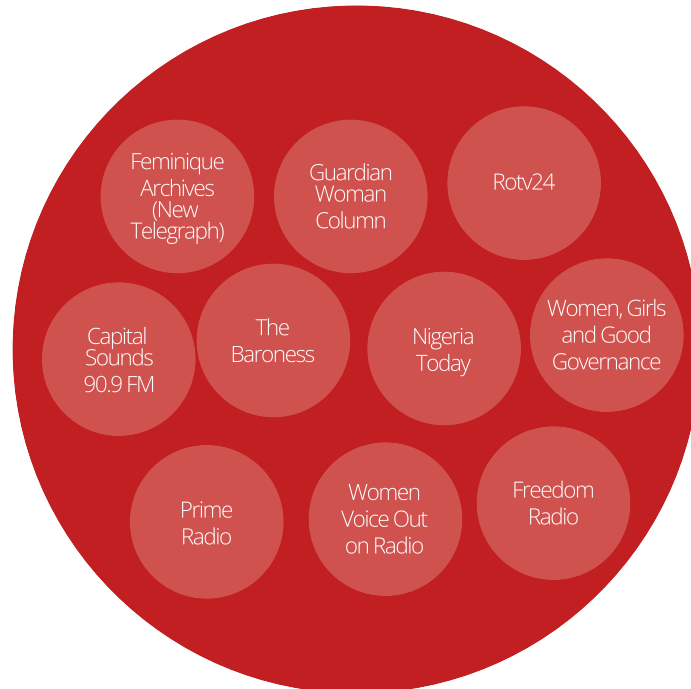 Feminique
Archives
(New
Telegraph)
Guardian
Woman
Column
Rotv24
Capital
Sounds
90.9 FM
The
Baroness
Nigeria
Today
Women, Girls
and Good
Governance
Prime
Radio
Women
Voice Out
on Radio
Freedom
Radio